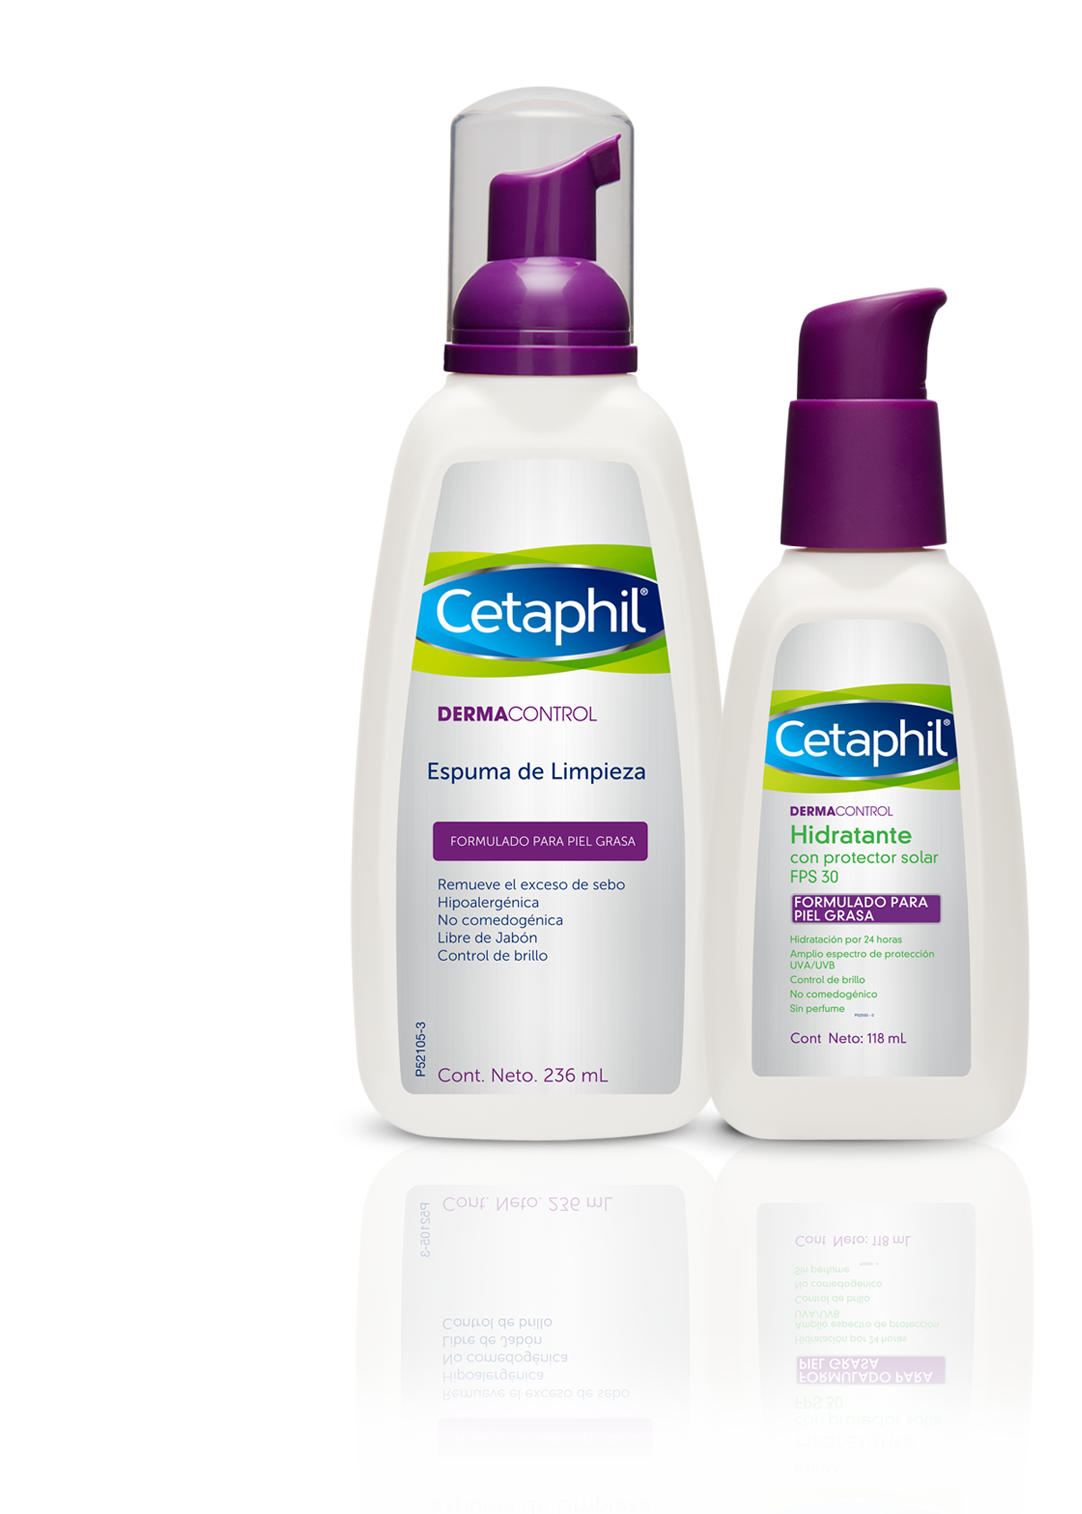 Cetaphil®
DERMACONTROL
Espuma de Limpieza
FORMULADO PARA PIEL GRASA
Remueve el exceso de sebo
Hipoalergénica
No comedogénica
Libre de Jabón
Control de brillo
P52105-3
Cont. Neto. 236 mL
Cetaphil®
DERMACONTROL
Hidratante
con protector solar
FPS 30
FORMULADO PARA
PIEL GRASA
Hidratación por 24 horas
Amplio espectro de protección
UVA/UVB
Control de brillo
No comedogénico
Sin perfume
Cont Neto: 118 mL